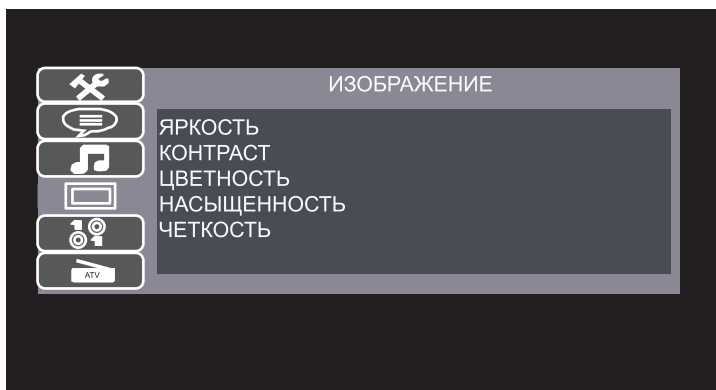 ИЗОБРАЖЕНИЕ
ЯРКОСТЬ
КОНТРАСТ
ЦВЕТНОСТЬ
НАСЫЩЕННОСТЬ
ЧЕТКОСТЬ
ATV